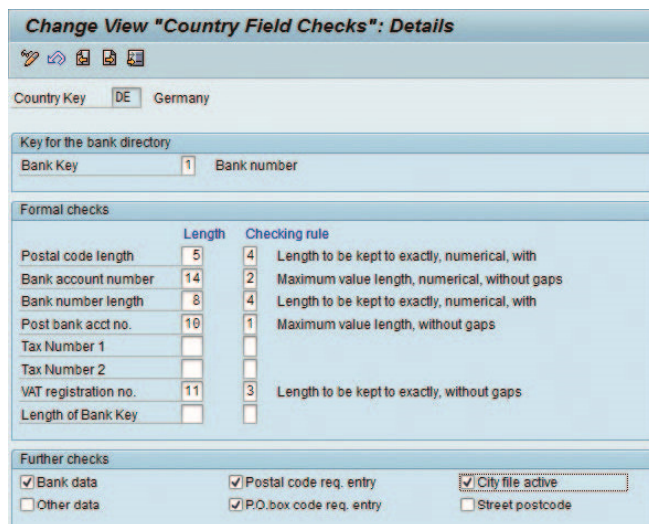 Change View "Country Field Checks": Details
Country Key DE Germany
Key for the bank directory
Bank Key 1 Bank number
Formal checks
Length Checking rule
Postal code length 5 4 Length to be kept to exactly, numerical, with
Bank account number 14 2 Maximum value length, numerical, without gaps
Bank number length 8 4 Length to be kept to exactly, numerical, with
Post bank acct no. 10 1 Maximum value length, without gaps
Tax Number 1
Tax Number 2
VAT registration no. 11 3 Length to be kept to exactly, without gaps
Length of Bank Key
Further checks
Bank data Postal code req. entry City file active
Other data P.O.box code req. entry Street postcode